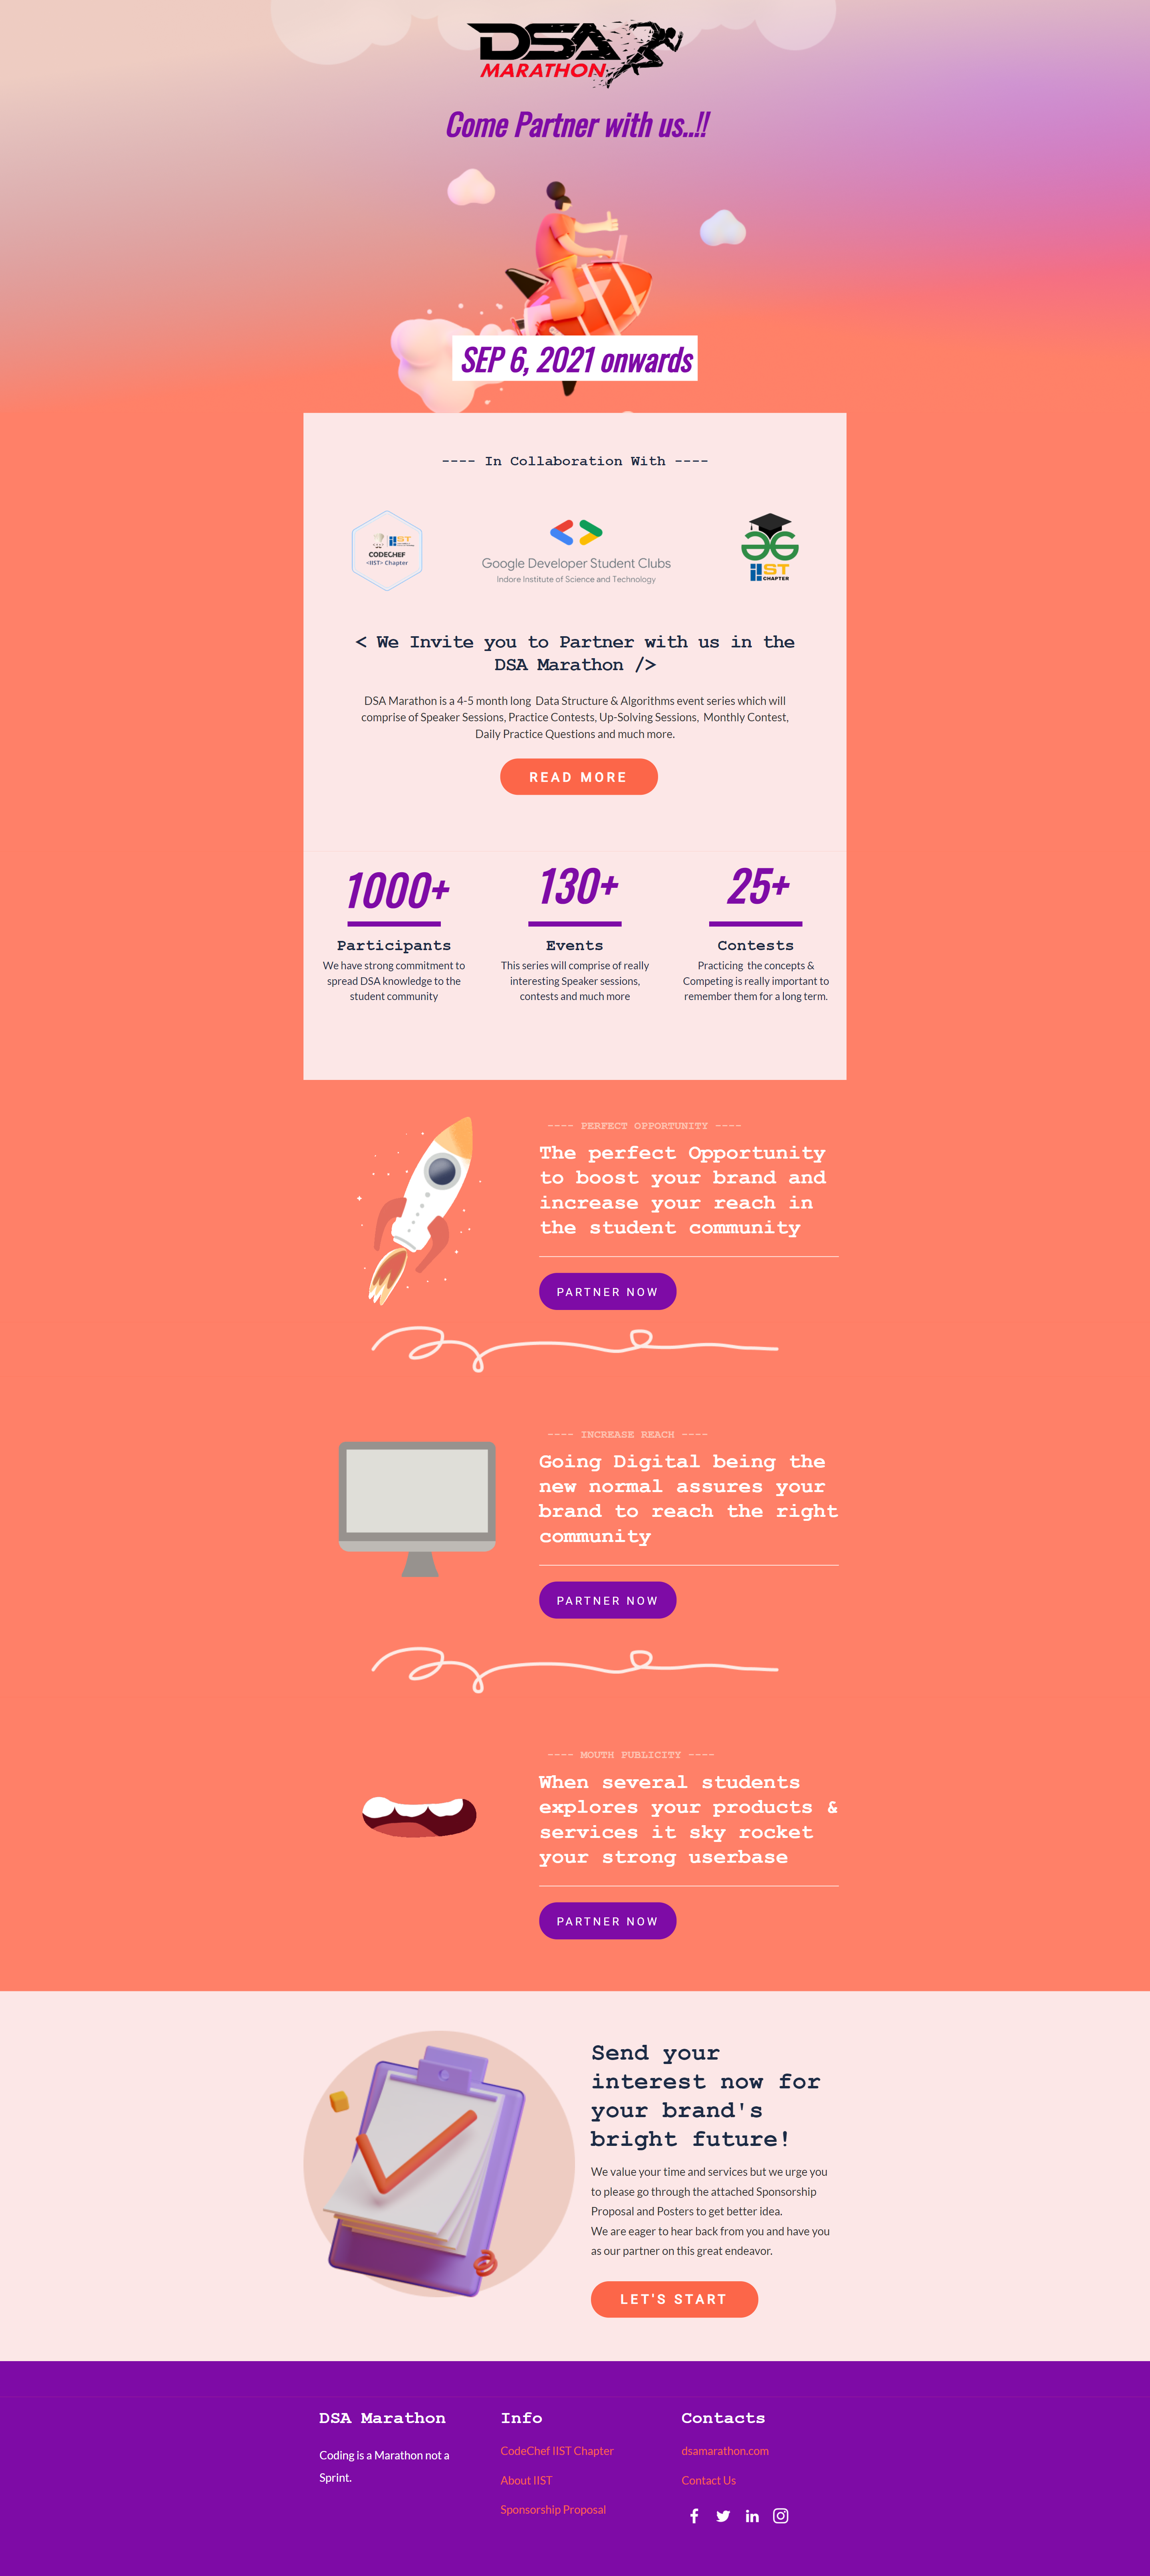 DSA
MARATHON
Come Partner with us..!!
SEP 6, 2021 onwards
---- In Collaboration With ----
IIST
CODECHEF
<IIST> Chapter
Google Developer Student Clubs
Indore Institute of Science and Technology
IIST
CHAPTER
< We Invite you to Partner with us in the
DSA Marathon />
DSA Marathon is a 4-5 month long Data Structure & Algorithms event series which will
comprise of Speaker Sessions, Practice Contests, Up-Solving Sessions, Monthly Contest,
Daily Practice Questions and much more.
READ MORE
1000+
Participants
We have strong commitment to
spread DSA knowledge to the
student community
130+
Events
This series will comprise of really
interesting Speaker sessions,
contests and much more
25+
Contests
Practicing the concepts &
Competing is really important to
remember them for a long term.
---- PERFECT OPPORTUNITY ----
The perfect Opportunity
to boost your brand and
increase your reach in
the student community
PARTNER NOW
---- INCREASE REACH ----
Going Digital being the
new normal assures your
brand to reach the right
community
PARTNER NOW
---- MOUTH PUBLICITY ----
When several students
explores your products &
services it sky rocket
your strong userbase
PARTNER NOW
Send your
interest now for
your brand's
bright future!
We value your time and services but we urge you
to please go through the attached Sponsorship
Proposal and Posters to get better idea.
We are eager to hear back from you and have you
as our partner on this great endeavor.
LET'S START
DSA Marathon
Coding is a Marathon not a
Sprint.
Info
CodeChef IIST Chapter
About IIST
Sponsorship Proposal
Contacts
dsamarathon.com
Contact Us